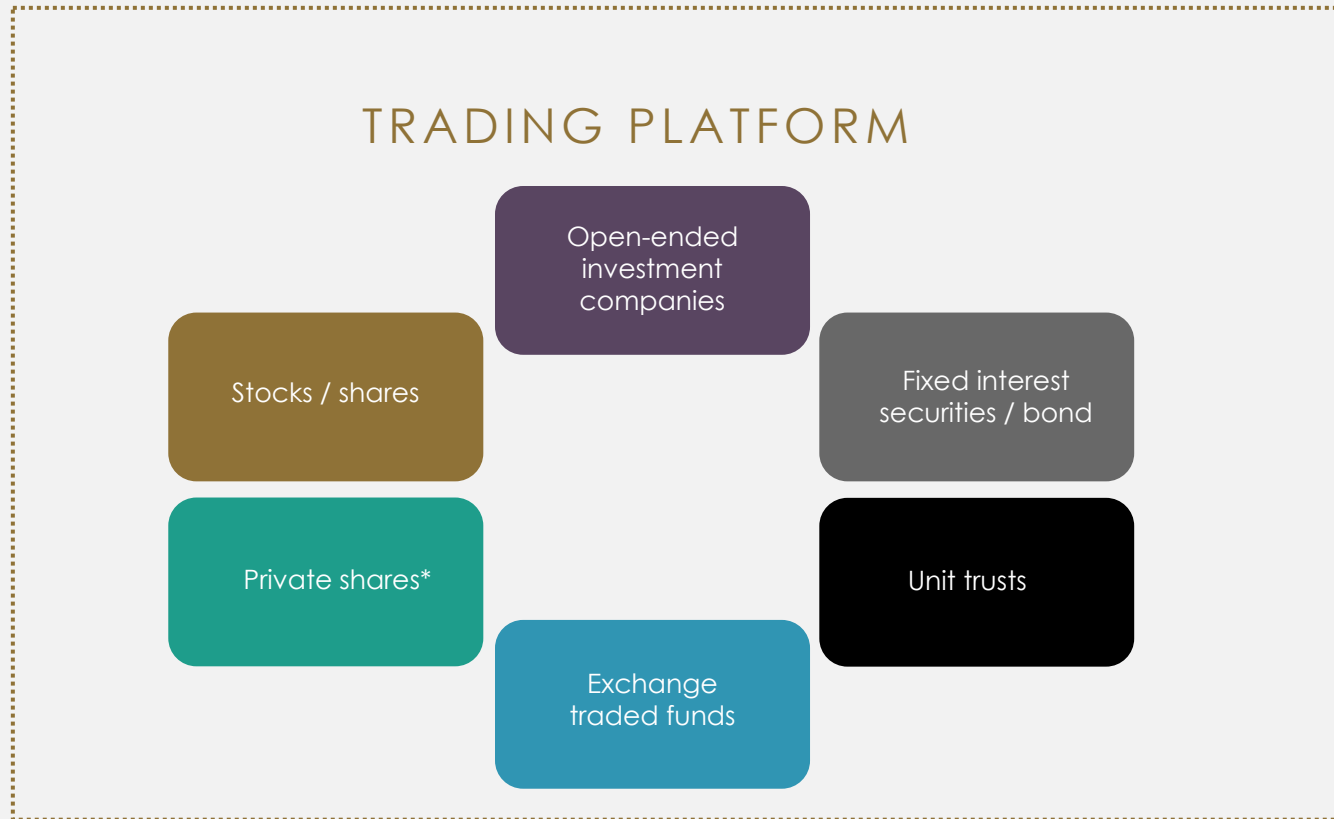 TRADING PLATFORM
Open-ended
investment
companies
Stocks / shares
Fixed interest
securities / bond
Private shares*
Unit trusts
Exchange
traded funds